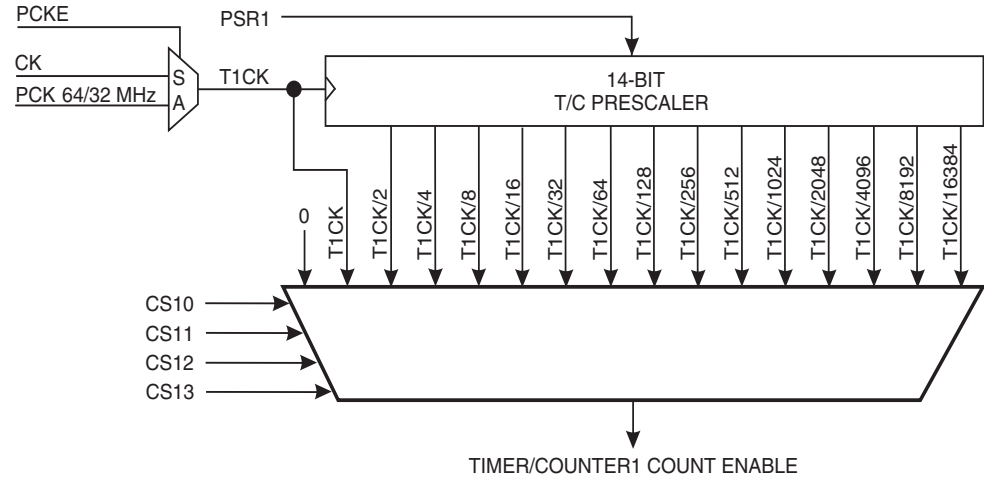 PCKE
PSR1
CK
PCK 64/32 MHz
S
A
T1CK
14-BIT
T/C PRESCALER
0
T1CK
T1CK/2
T1CK/4
T1CK/8
T1CK/16
T1CK/32
T1CK/64
T1CK/128
T1CK/256
T1CK/512
T1CK/1024
T1CK/2048
T1CK/4096
T1CK/8192
T1CK/16384
CS10
CS11
CS12
CS13
TIMER/COUNTER1 COUNT ENABLE